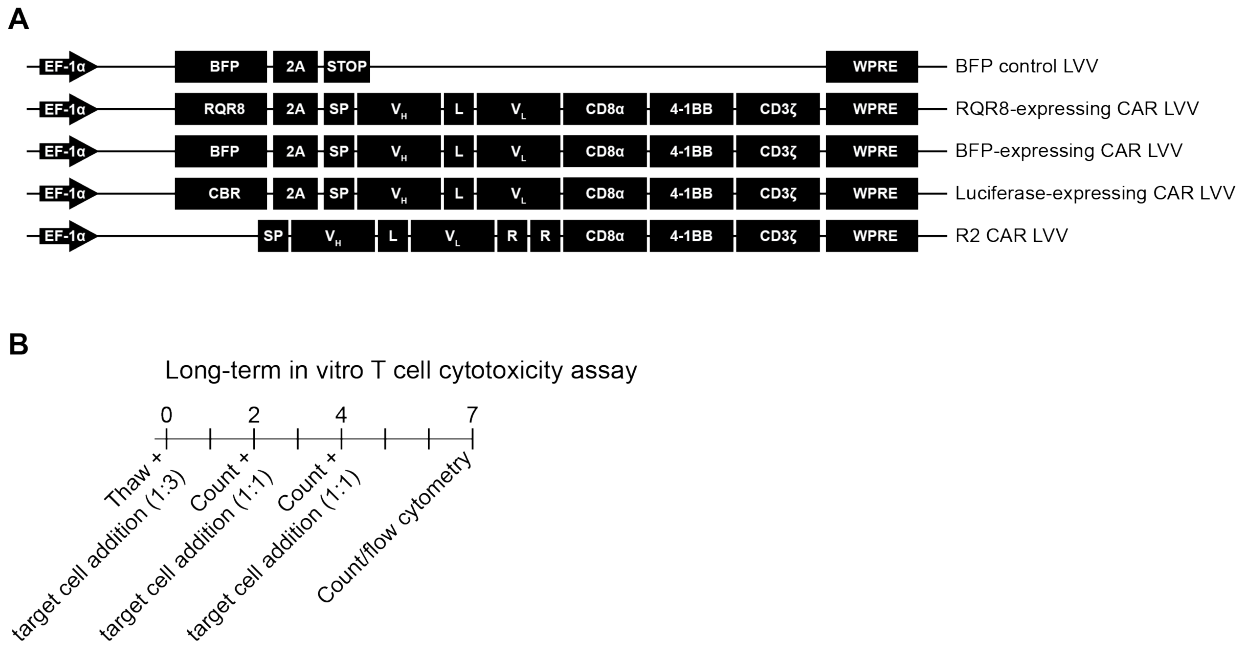 A
EF-1α BFP 2A STOP WPRE BFP control LVV
EF-1α RQR8 2A SP VH L VL CD8α 4-1BB CD3ζ WPRE RQR8-expressing CAR LVV
EF-1α BFP 2A SP VH L VL CD8α 4-1BB CD3ζ WPRE BFP-expressing CAR LVV
EF-1α CBR 2A SP VH L VL CD8α 4-1BB CD3ζ WPRE Luciferase-expressing CAR LVV
EF-1α SP VH L VL R R CD8α 4-1BB CD3ζ WPRE R2 CAR LVV
B
Long-term in vitro T cell cytotoxicity assay
0 2 4 7
Thaw +
target cell addition (1:3)
Count +
target cell addition (1:1)
Count +
target cell addition (1:1)
Count/flow cytometry